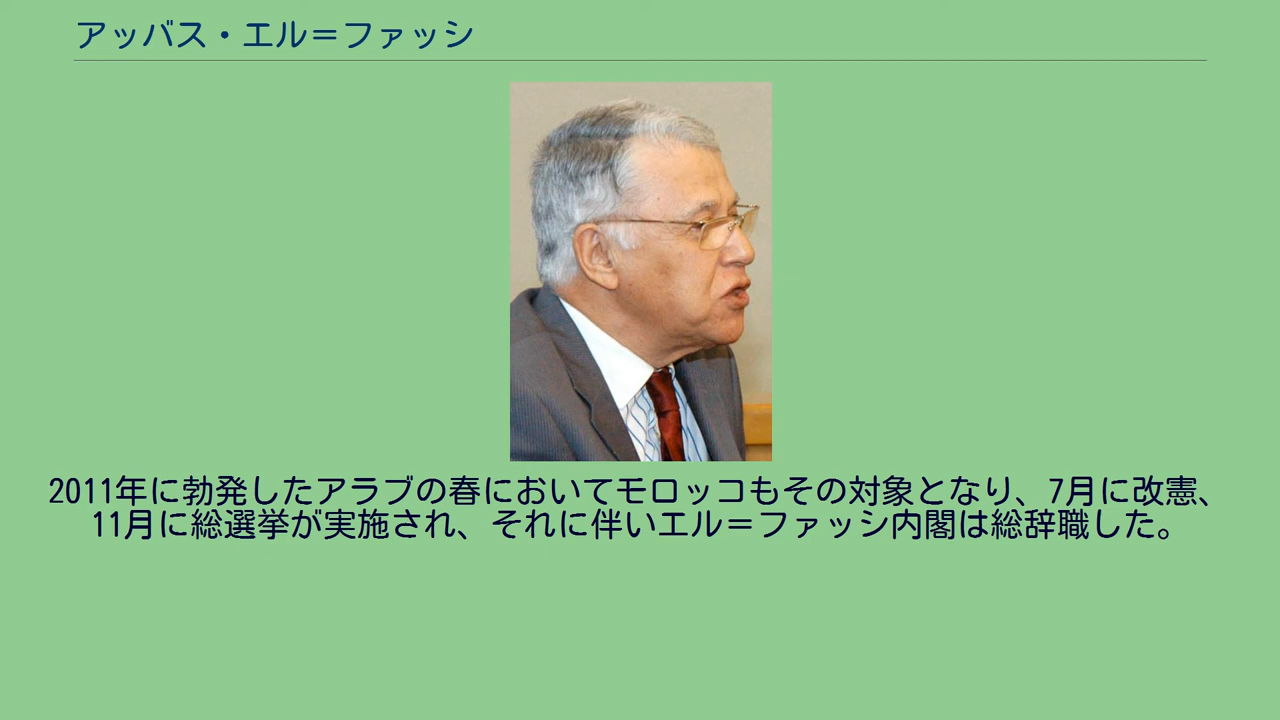 アッバス・エル＝ファッシ
2011年に勃発したアラブの春においてモロッコもその対象となり、7月に改憲、
11月に総選挙が実施され、それに伴いエル＝ファッシ内閣は総辞職した。